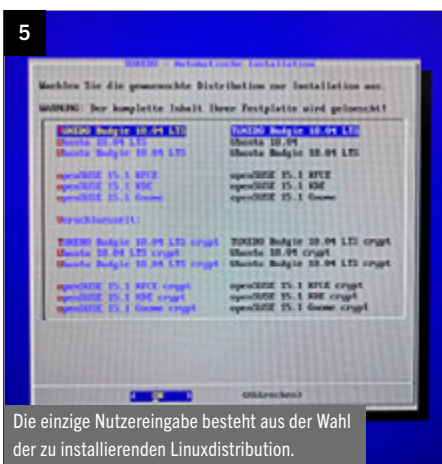 5
TUXEDO - Automatische Installation
Waehlen Sie die gewuenschte Distribution zur Installation aus.
WARNUNG: Der komplette Inhalt Ihrer Festplatte wird geloescht!
TUXEDO Budgie 18.04 LTS TUXEDO Budgie 18.04 LTS
Ubuntu 18.04 LTS Ubuntu 18.04
Ubuntu Budgie 18.04 LTS Ubuntu Budgie 18.04 LTS
openSUSE 15.1 XFCE openSUSE 15.1 XFCE
openSUSE 15.1 KDE openSUSE 15.1 KDE
openSUSE 15.1 Gnome openSUSE 15.1 Gnome
Verschluesselt:
TUXEDO Budgie 18.04 LTS crypt TUXEDO Budgie 18.04 LTS crypt
Ubuntu 18.04 LTS crypt Ubuntu 18.04 crypt
Ubuntu Budgie 18.04 LTS crypt Ubuntu Budgie 18.04 LTS crypt
openSUSE 15.1 XFCE crypt openSUSE 15.1 XFCE crypt
openSUSE 15.1 KDE crypt openSUSE 15.1 KDE crypt
openSUSE 15.1 Gnome crypt openSUSE 15.1 Gnome crypt
< OK > <Abbrechen>
Die einzige Nutzereingabe besteht aus der Wahl
der zu installierenden Linuxdistribution.